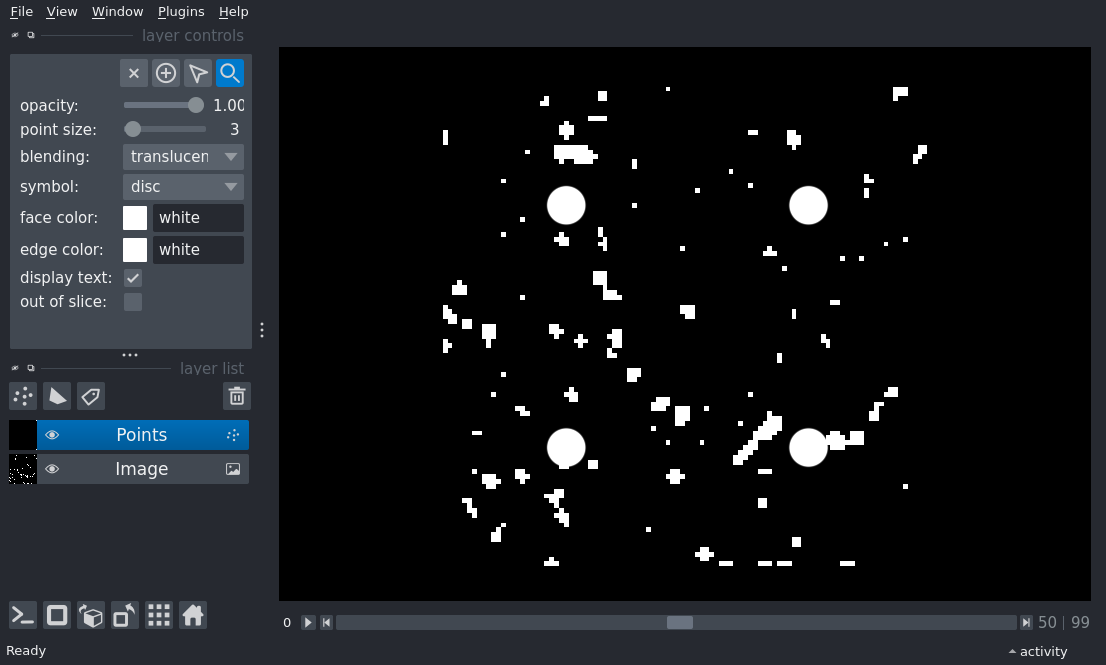 File View Window Plugins Help
layer controls
opacity: 1.00
point size: 3
blending: translucen
symbol: disc
face color: white
edge color: white
display text:
out of slice:
layer list
Points
Image
0 50 | 99
Ready activity